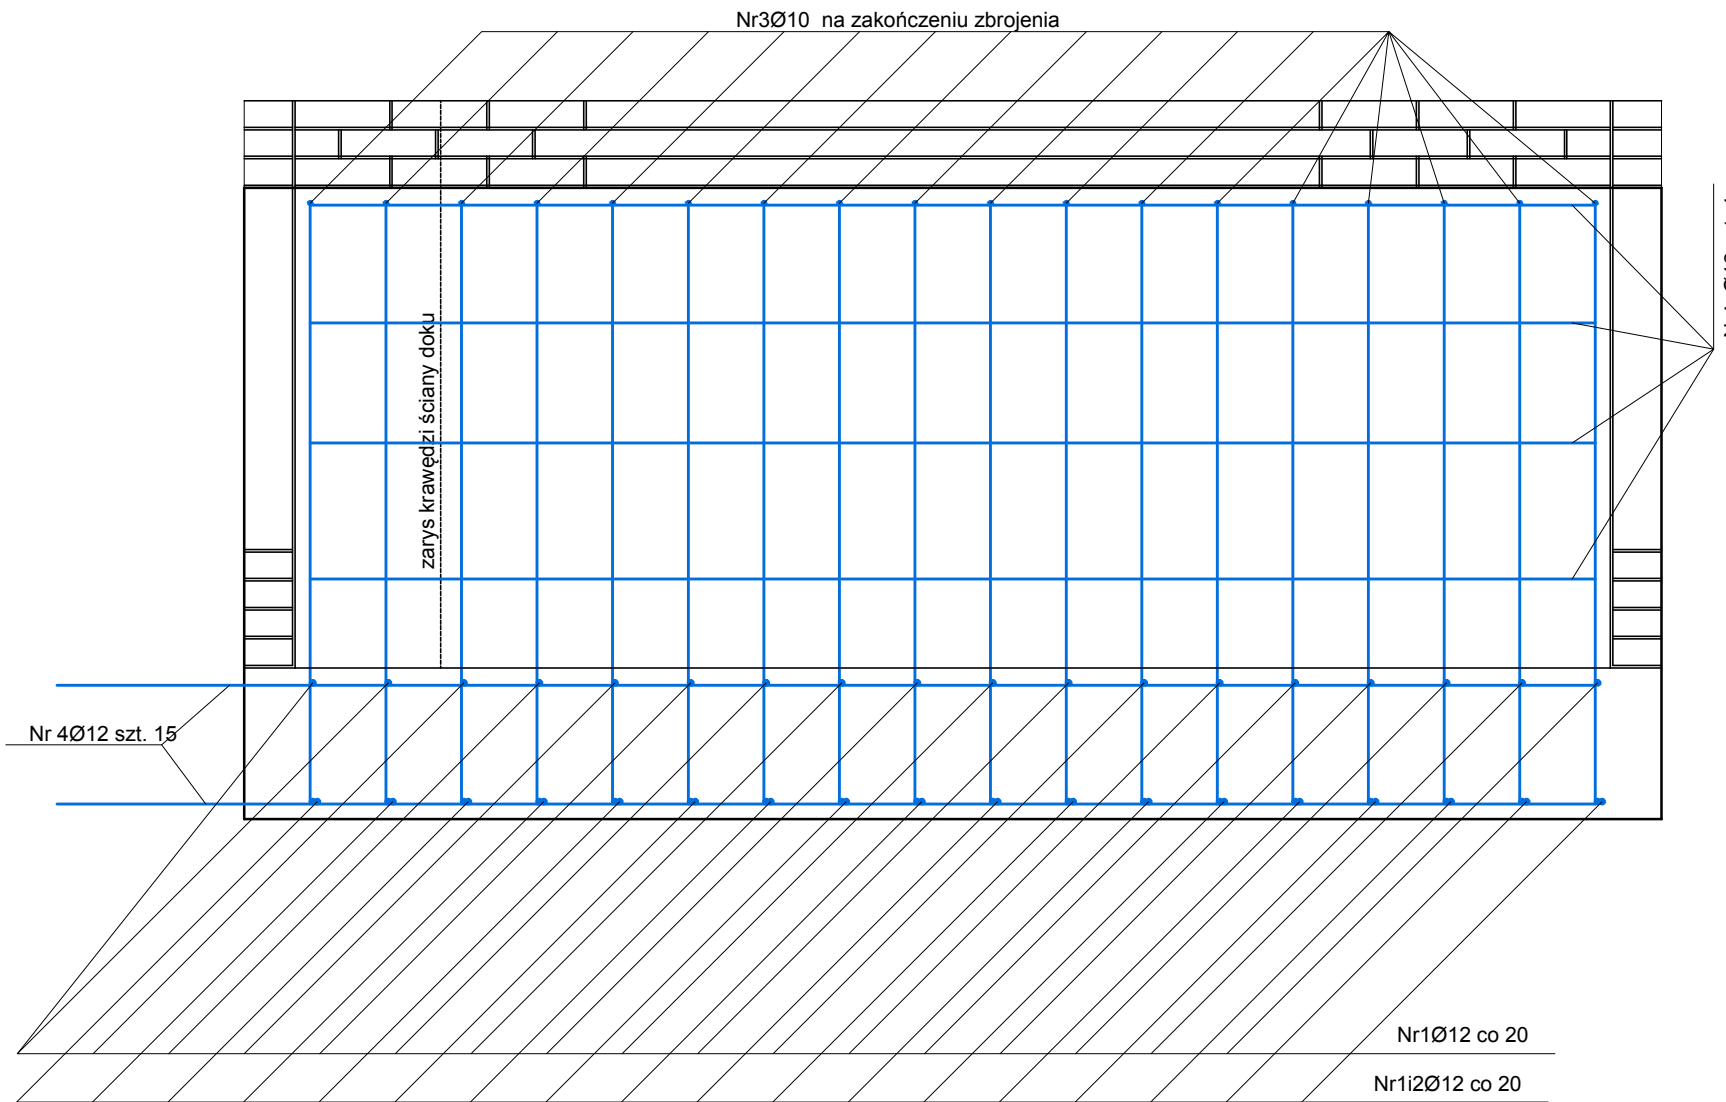 Nr3Ø10 na zakończeniu zbrojenia
zarys krawędzi ściany doku
Nr 4Ø12 szt. 15
Nr1Ø12 co 20
Nr1i2Ø12 co 20